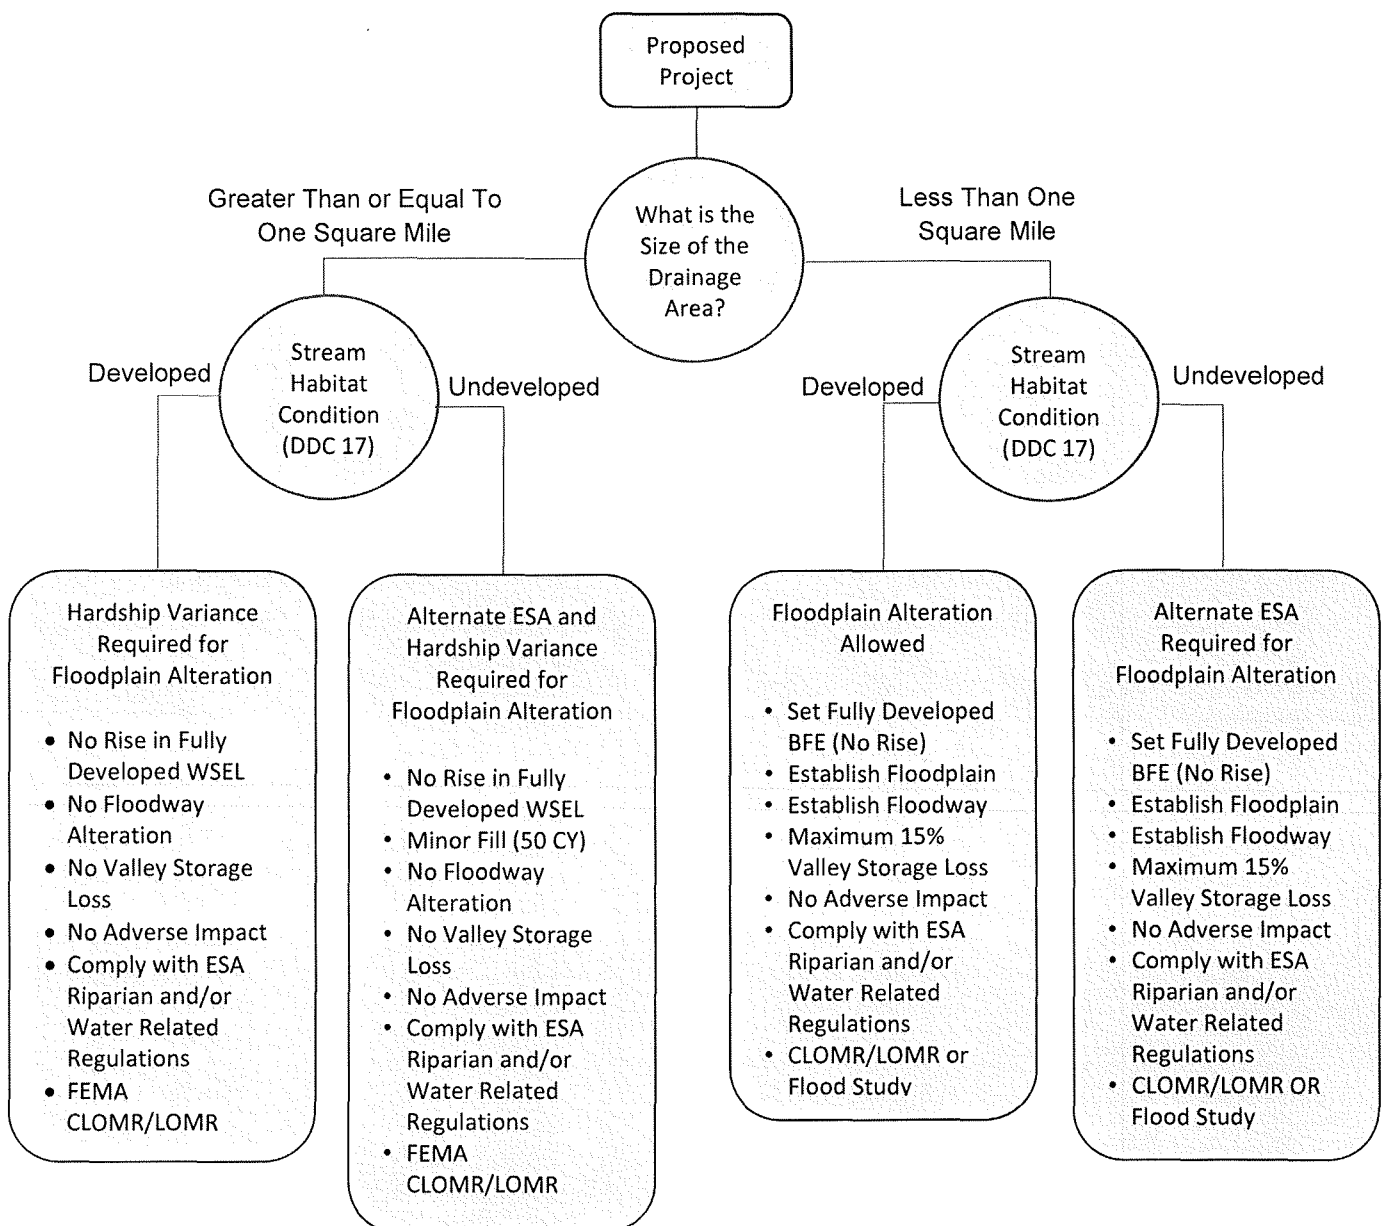 Proposed
Project
What is the
Size of the
Drainage
Area?
Greater Than or Equal To
One Square Mile
Less Than One
Square Mile
Stream
Habitat
Condition
(DDC 17)
Developed
Undeveloped
Stream
Habitat
Condition
(DDC 17)
Developed
Undeveloped
Hardship Variance
Required for
Floodplain Alteration
• No Rise in Fully
Developed WSEL
• No Floodway
Alteration
• No Valley Storage
Loss
• No Adverse Impact
• Comply with ESA
Riparian and/or
Water Related
Regulations
• FEMA
CLOMR/LOMR
Alternate ESA and
Hardship Variance
Required for
Floodplain Alteration
• No Rise in Fully
Developed WSEL
• Minor Fill (50 CY)
• No Floodway
Alteration
• No Valley Storage
Loss
• No Adverse Impact
• Comply with ESA
Riparian and/or
Water Related
Regulations
• FEMA
CLOMR/LOMR
Floodplain Alteration
Allowed
• Set Fully Developed
BFE (No Rise)
• Establish Floodplain
• Establish Floodway
• Maximum 15%
Valley Storage Loss
• No Adverse Impact
• Comply with ESA
Riparian and/or
Water Related
Regulations
• CLOMR/LOMR or
Flood Study
Alternate ESA
Required for
Floodplain Alteration
• Set Fully Developed
BFE (No Rise)
• Establish Floodplain
• Establish Floodway
• Maximum 15%
Valley Storage Loss
• No Adverse Impact
• Comply with ESA
Riparian and/or
Water Related
Regulations
• CLOMR/LOMR OR
Flood Study